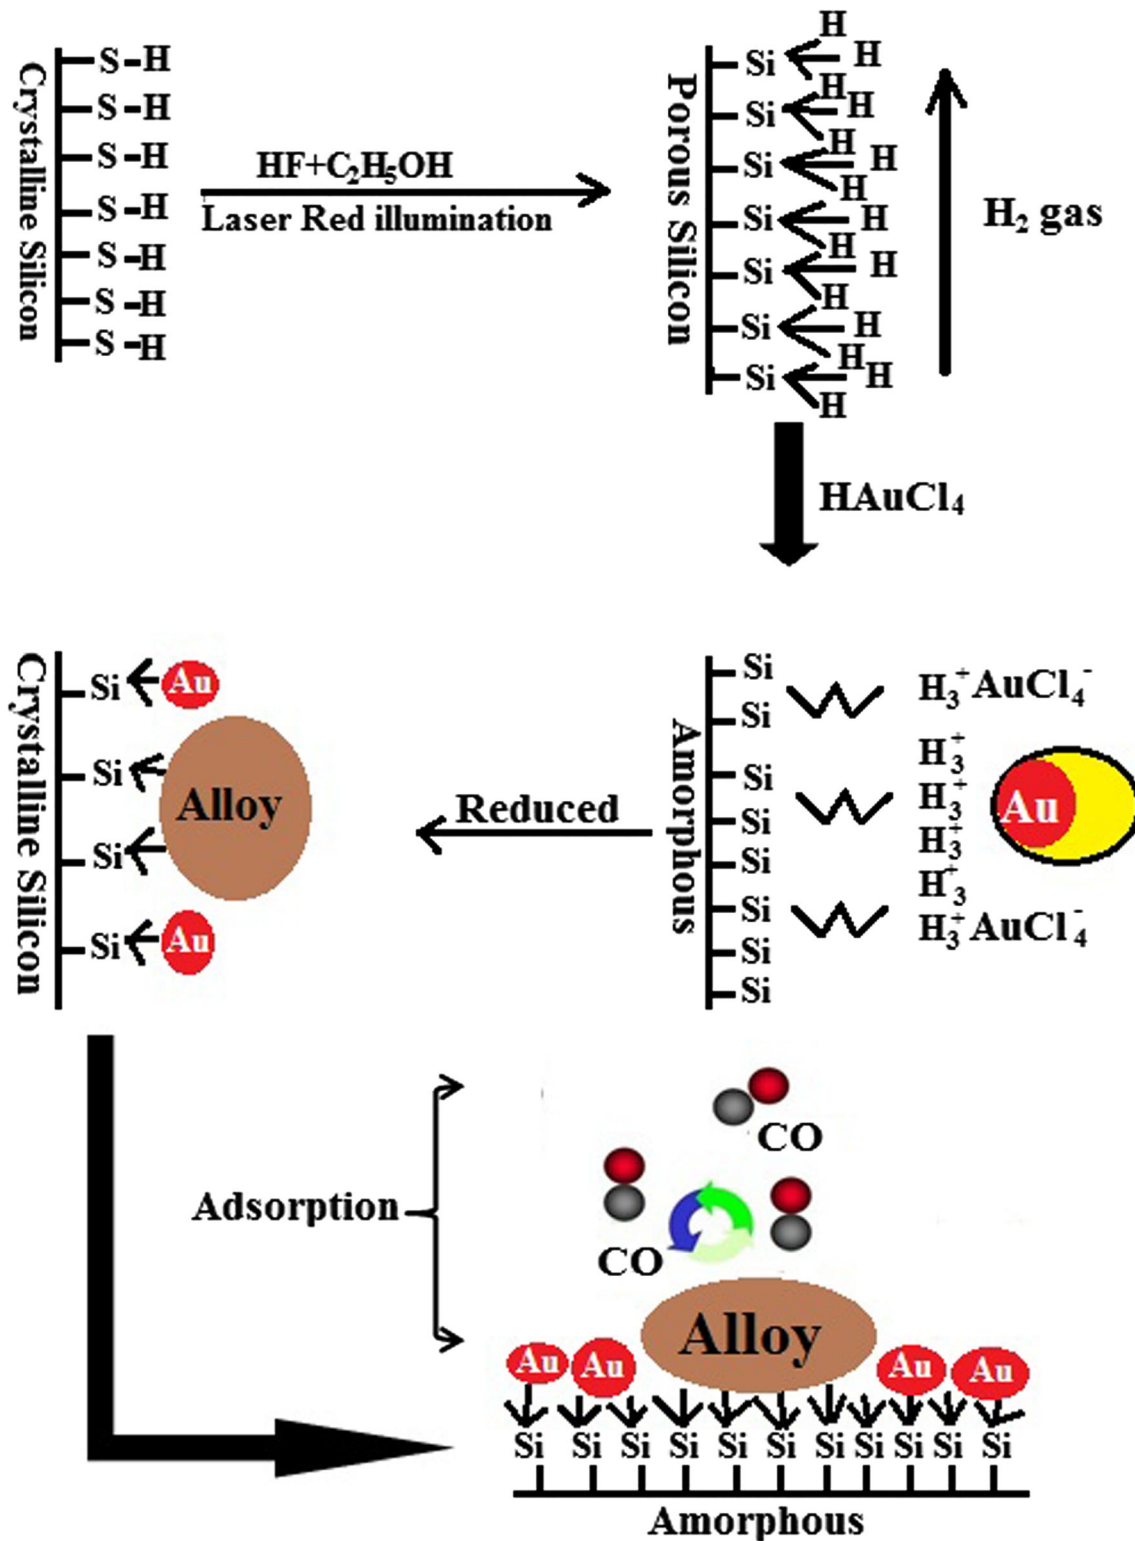 Crystalline Silicon
S-H
S-H
S-H
S-H
S-H
S-H
S-H
HF+C₂H₅OH
Laser Red illumination
Porous Silicon
H
Si H
H
Si H
H
Si H
H
Si H
H
Si H
H
Si H
H
Si H
H
H₂ gas
HAuCl₄
Crystalline Silicon
Si Au
Si
Alloy
Si
Si Au
Reduced
Amorphous
Si
Si
Si
Si
Si
Si
Si
Si
H₃⁺AuCl₄⁻
H₃⁺
H₃⁺
Au
H₃⁺
H₃⁺
H₃⁺AuCl₄⁻
Adsorption
CO
CO
Alloy
Au Au Au Au
Si Si Si Si Si Si Si Si Si Si Si
Amorphous